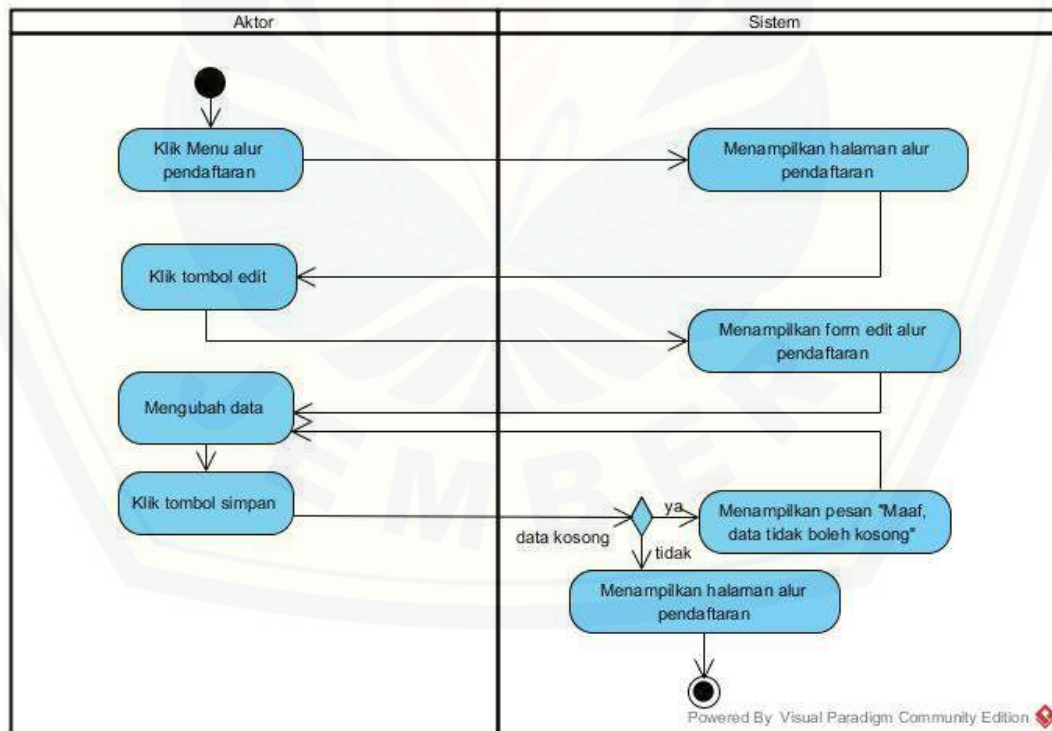 Aktor
Sistem
Klik Menu alur
pendaftaran
Menampilkan halaman alur
pendaftaran
Klik tombol edit
Menampilkan form edit alur
pendaftaran
Mengubah data
Klik tombol simpan
data kosong
ya
Menampilkan pesan "Maaf,
data tidak boleh kosong"
tidak
Menampilkan halaman alur
pendaftaran
JEMBER
Powered By Visual Paradigm Community Edition